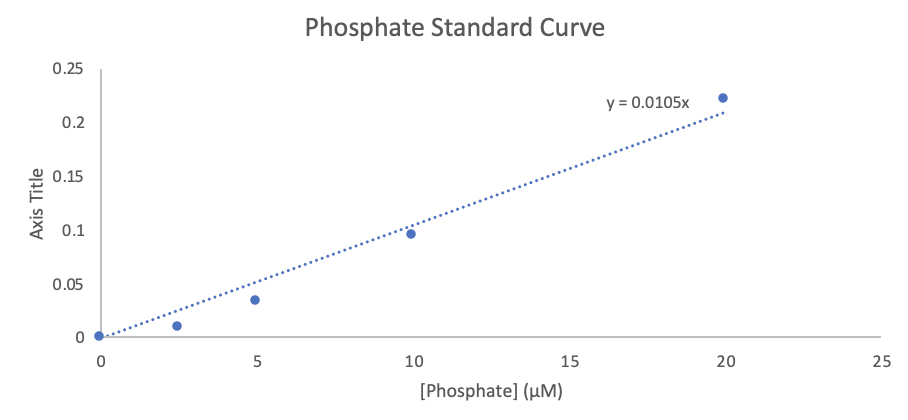 Phosphate Standard Curve
0.25
0.2
0.15
0.1
0.05
0
Axis Title
y = 0.0105x
0 5 10 15 20 25
[Phosphate] (μM)